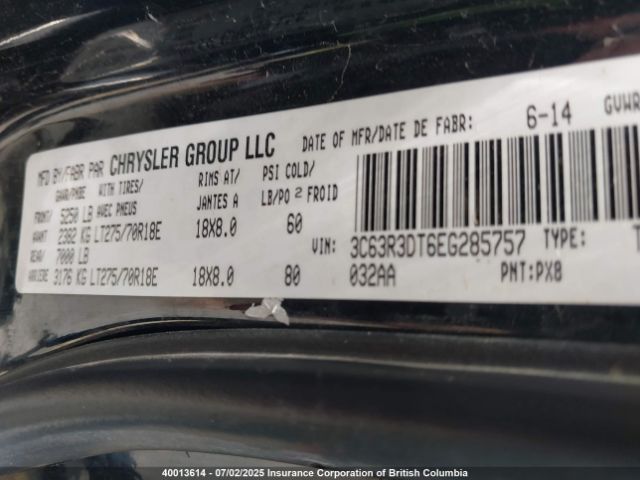 MFD BY/FABR PAR CHRYSLER GROUP LLC DATE OF MFR/DATE DE FABR: 6-14 GVWR
GAWR/PNBE WITH TIRES/ RIMS AT/ PSI COLD/
FRONT/ 5250 LB AVEC PNEUS JANTES A LB/PO 2 FROID
AVANT 2382 KG LT275/70R18E 18X8.0 60 VIN: 3C63R3DT6EG285757 TYPE: T
REAR/ 7000 LB
ARRIERE 3176 KG LT275/70R18E 18X8.0 80 032AA PNT:PX8
40013614 - 07/02/2025 Insurance Corporation of British Columbia